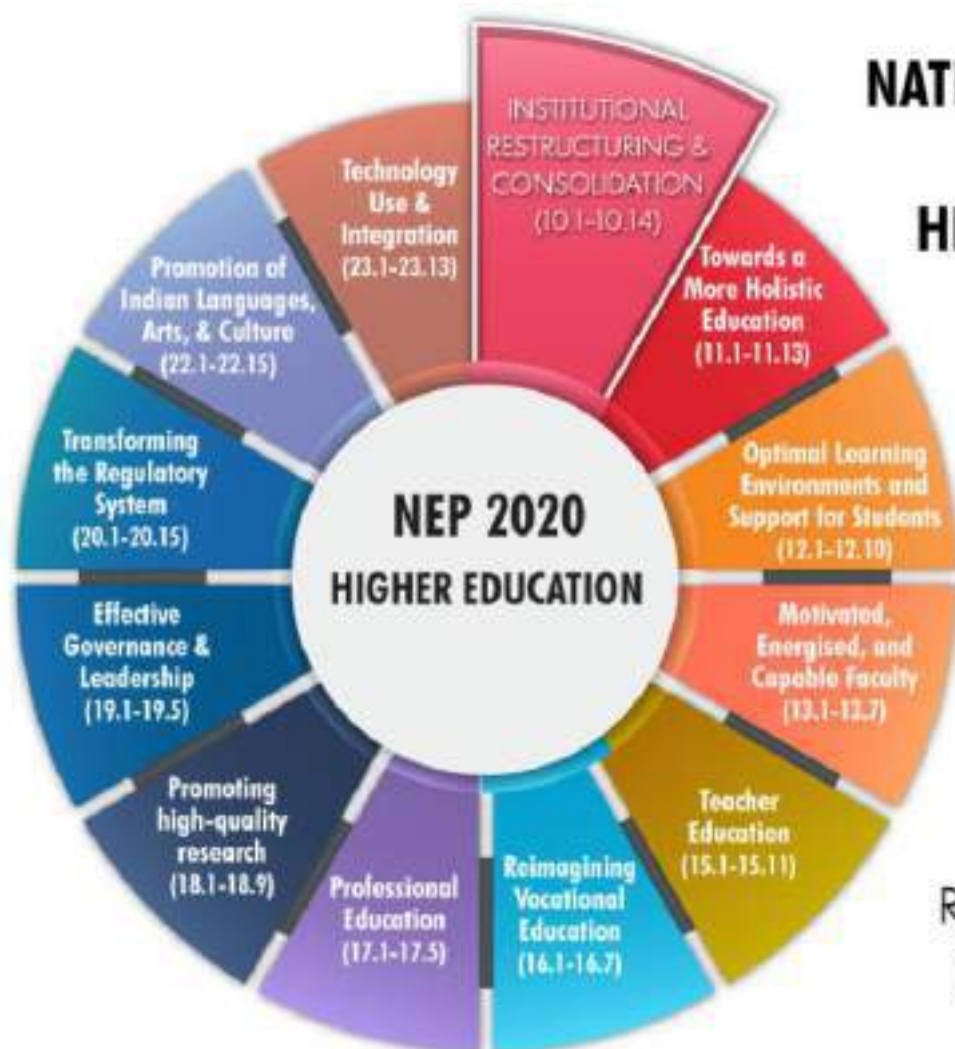 NATI
HI
INSTITUTIONAL
RESTRUCTURING &
CONSOLIDATION
(10.1-10.14)
Towards a
More Holistic
Education
(11.1-11.13)
Optimal Learning
Environments and
Support for Students
(12.1-12.10)
Motivated,
Energised, and
Capable Faculty
(13.1-13.7)
Teacher
Education
(15.1-15.11)
Reimagining
Vocational
Education
(16.1-16.7)
Professional
Education
(17.1-17.5)
Promoting
high-quality
research
(18.1-18.9)
Effective
Governance &
Leadership
(19.1-19.5)
Transforming
the Regulatory
System
(20.1-20.15)
Promotion of
Indian Languages,
Arts, & Culture
(22.1-22.15)
Technology
Use &
Integration
(23.1-23.13)
NEP 2020
HIGHER EDUCATION
R